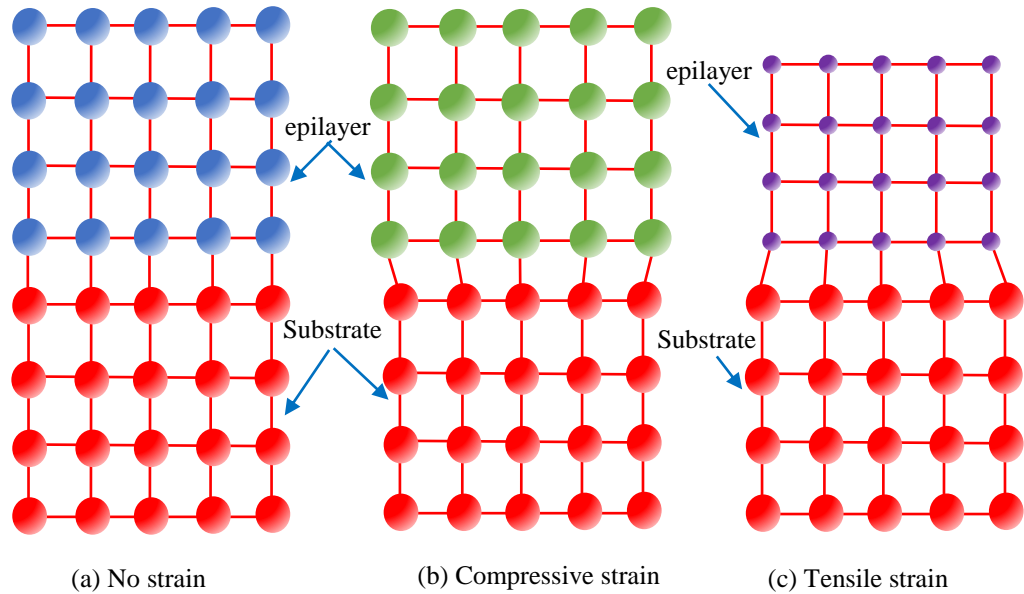 epilayer
epilayer
Substrate
Substrate
(a) No strain
(b) Compressive strain
(c) Tensile strain